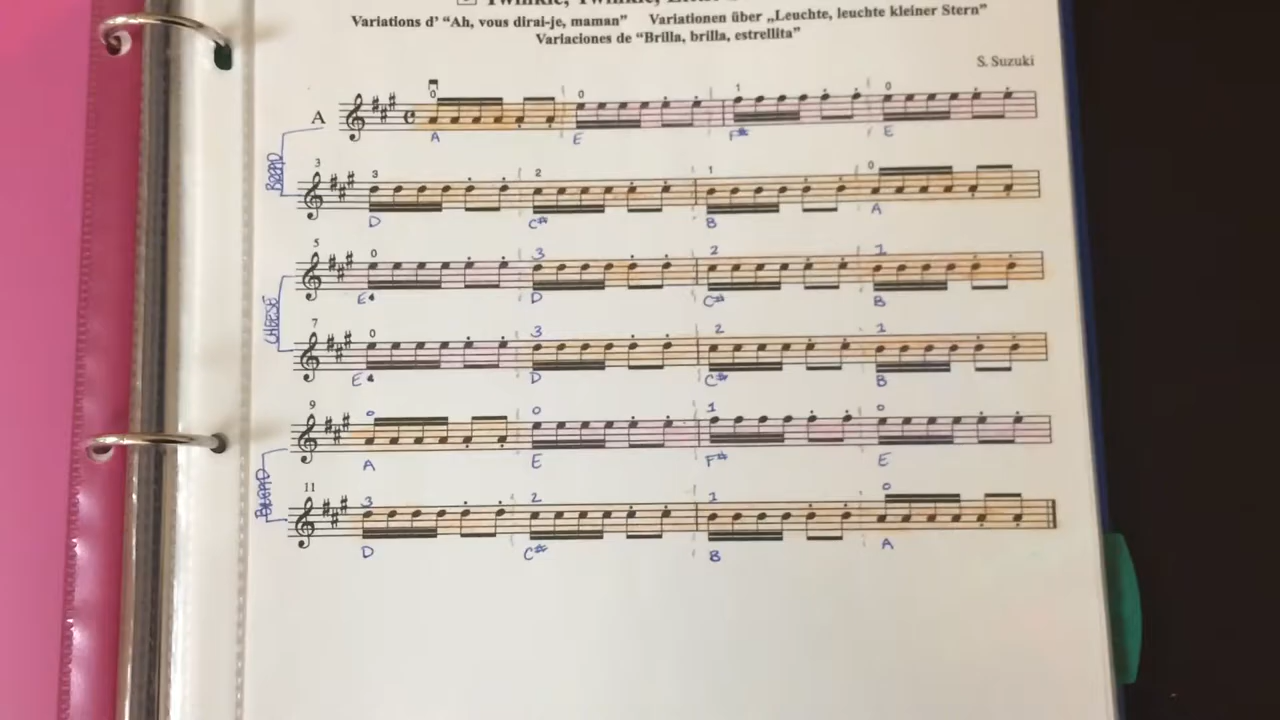 Twinkle, Twinkle,
Variations d' “Ah, vous dirai-je, maman” Variationen über „Leuchte, leuchte kleiner Stern”
Variaciones de “Brilla, brilla, estrellita”
S. Suzuki
0 0 1 0
A
A E F# E
BREAD
3
3 2 1 0
D C# B A
5
0 3 2 1
E D C# B
CHEESE
7
0 3 2 1
E D C# B
9
0 0 1 0
A E F# E
BREAD
11
3 2 1 0
D C# B A